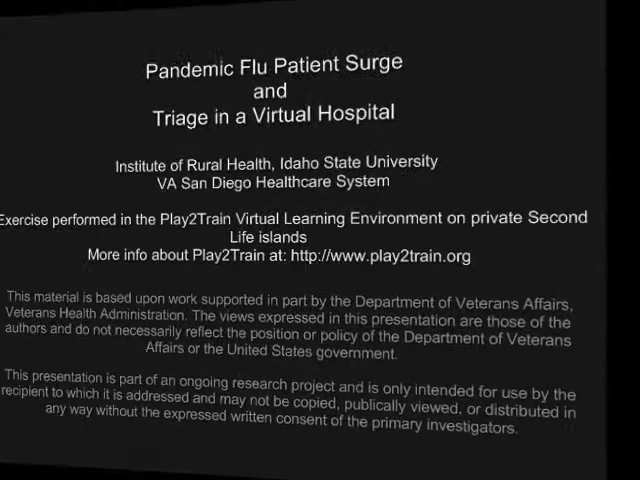 Pandemic Flu Patient Surge
and
Triage in a Virtual Hospital
Institute of Rural Health, Idaho State University
VA San Diego Healthcare System
Exercise performed in the Play2Train Virtual Learning Environment on private Second
Life islands
More info about Play2Train at: http://www.play2train.org
This material is based upon work supported in part by the Department of Veterans Affairs,
Veterans Health Administration. The views expressed in this presentation are those of the
authors and do not necessarily reflect the position or policy of the Department of Veterans
Affairs or the United States government.
This presentation is part of an ongoing research project and is only intended for use by the
recipient to which it is addressed and may not be copied, publically viewed, or distributed in
any way without the expressed written consent of the primary investigators.